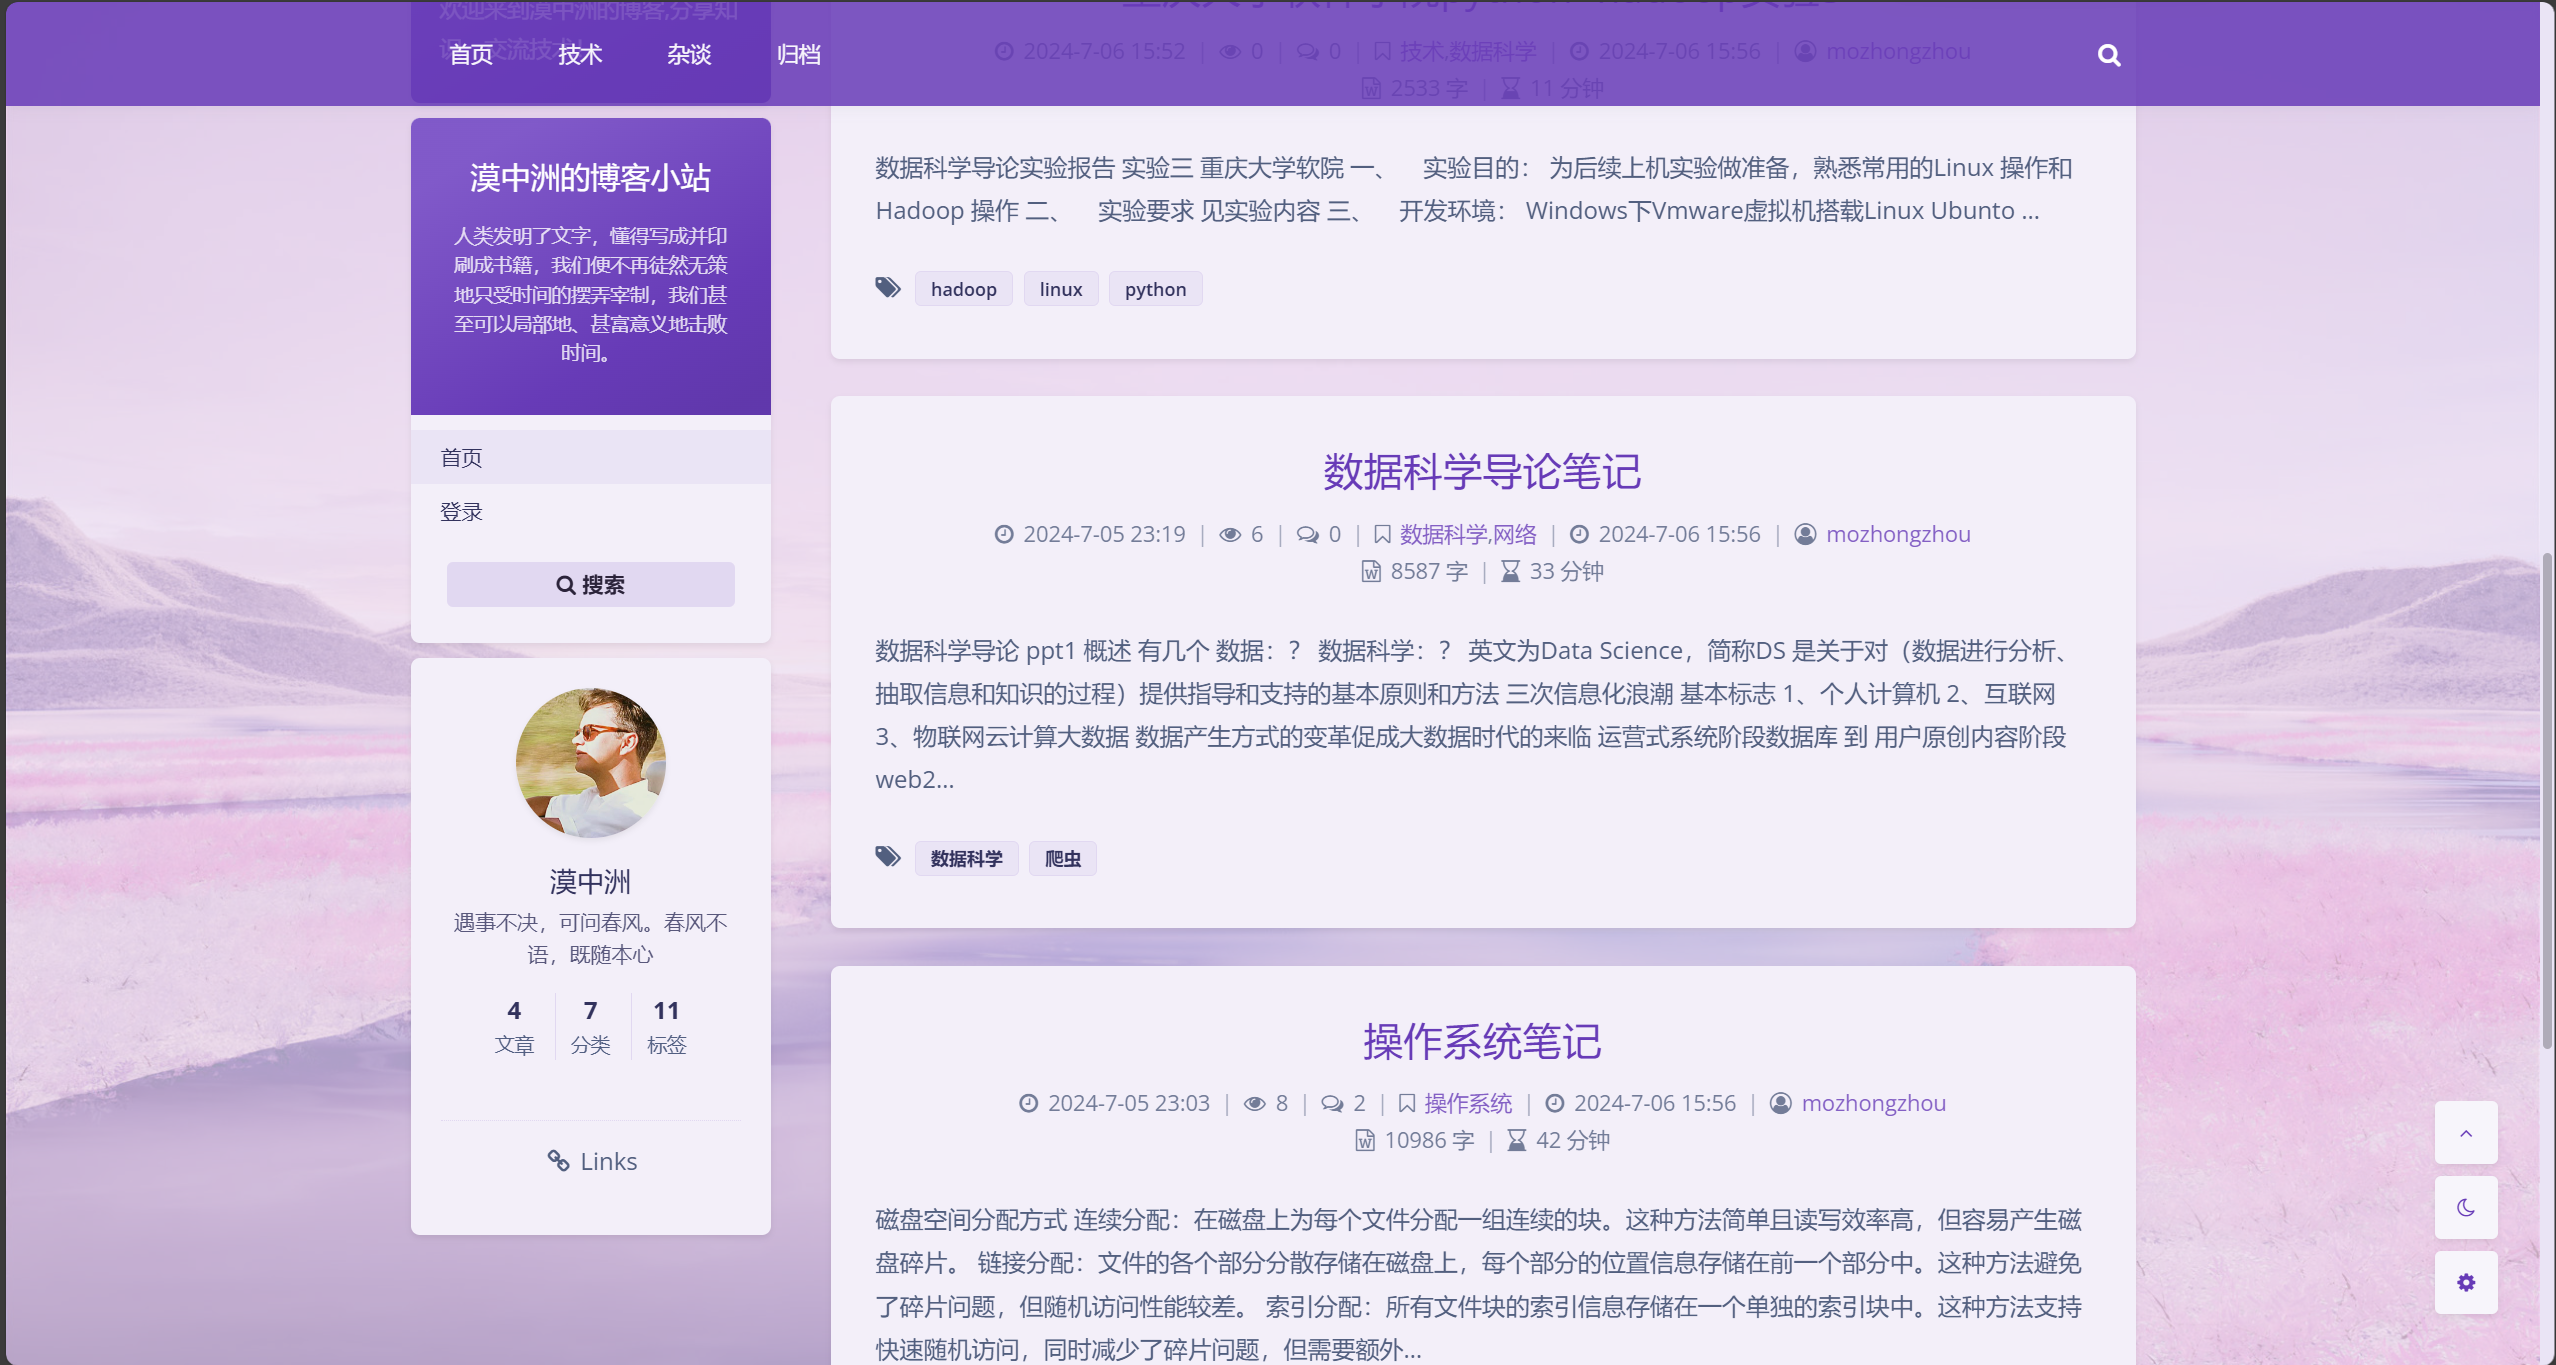 首页 技术 杂谈 归档
欢迎来到漠中洲的博客,分享知
2024-7-06 15:52 | 0 | 0 | 技术,数据科学 | 2024-7-06 15:56 | mozhongzhou
2533 字 | 11 分钟
漠中洲的博客小站
人类发明了文字，懂得写成并印
刷成书籍，我们便不再徒然无策
地只受时间的摆弄宰制，我们甚
至可以局部地、甚富意义地击败
时间。
首页
登录
搜索
漠中洲
遇事不决，可问春风。春风不
语，既随本心
4 7 11
文章 分类 标签
Links
数据科学导论实验报告 实验三 重庆大学软院 一、 实验目的： 为后续上机实验做准备，熟悉常用的Linux 操作和
Hadoop 操作 二、 实验要求 见实验内容 三、 开发环境： Windows下Vmware虚拟机搭载Linux Ubunto ...
hadoop linux python
数据科学导论笔记
2024-7-05 23:19 | 6 | 0 | 数据科学,网络 | 2024-7-06 15:56 | mozhongzhou
8587 字 | 33 分钟
数据科学导论 ppt1 概述 有几个 数据：？ 数据科学：？ 英文为Data Science，简称DS 是关于对（数据进行分析、
抽取信息和知识的过程）提供指导和支持的基本原则和方法 三次信息化浪潮 基本标志 1、个人计算机 2、互联网
3、物联网云计算大数据 数据产生方式的变革促成大数据时代的来临 运营式系统阶段数据库 到 用户原创内容阶段
web2...
数据科学 爬虫
操作系统笔记
2024-7-05 23:03 | 8 | 2 | 操作系统 | 2024-7-06 15:56 | mozhongzhou
10986 字 | 42 分钟
磁盘空间分配方式 连续分配：在磁盘上为每个文件分配一组连续的块。这种方法简单且读写效率高，但容易产生磁
盘碎片。 链接分配：文件的各个部分分散存储在磁盘上，每个部分的位置信息存储在前一个部分中。这种方法避免
了碎片问题，但随机访问性能较差。 索引分配：所有文件块的索引信息存储在一个单独的索引块中。这种方法支持
快速随机访问，同时减少了碎片问题，但需要额外...